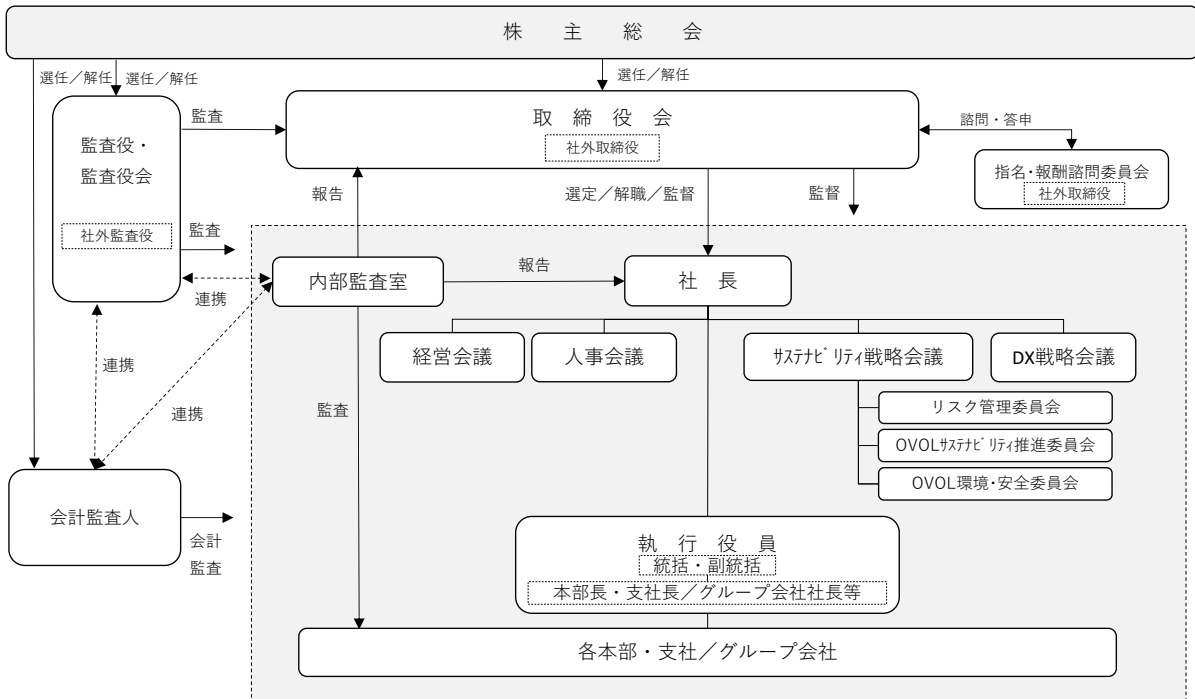 株 主 総 会
選任／解任
選任／解任
選任／解任
監査役・
監査役会
社外監査役
監査
取 締 役 会
社外取締役
諮問・答申
指名・報酬諮問委員会
社外取締役
報告
選定／解職／監督
監督
監査
内部監査室
報告
社 長
連携
経営会議
人事会議
ｻｽﾃﾅﾋﾞﾘﾃｨ戦略会議
DX戦略会議
連携
連携
監査
リスク管理委員会
OVOLｻｽﾃﾅﾋﾞﾘﾃｨ推進委員会
OVOL環境・安全委員会
会計監査人
会計
監査
執 行 役 員
統括・副統括
本部長・支社長／グループ会社社長等
各本部・支社／グループ会社